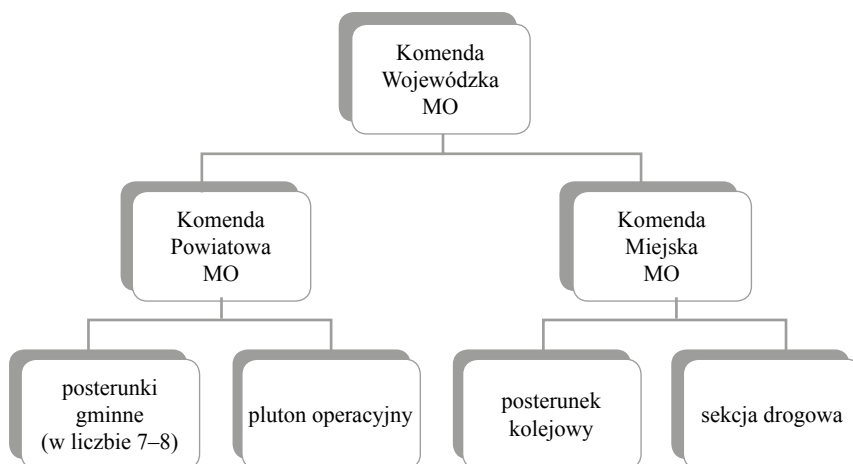 Komenda
Wojewódzka
MO
Komenda
Powiatowa
MO
Komenda
Miejska
MO
posterunki
gminne
(w liczbie 7–8)
pluton operacyjny
posterunek
kolejowy
sekcja drogowa